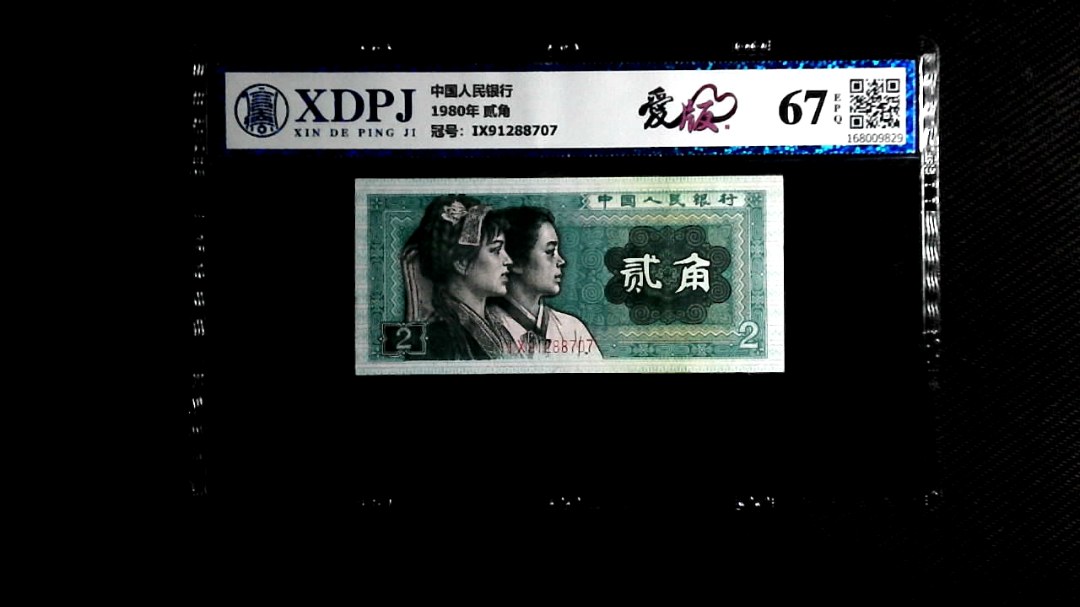 XDPJ
XIN DE PING JI
中国人民银行
1980年 贰角
冠号：IX91288707
爱版
67
EPQ
168009829
中国人民银行
贰角
2
2
IX91288707